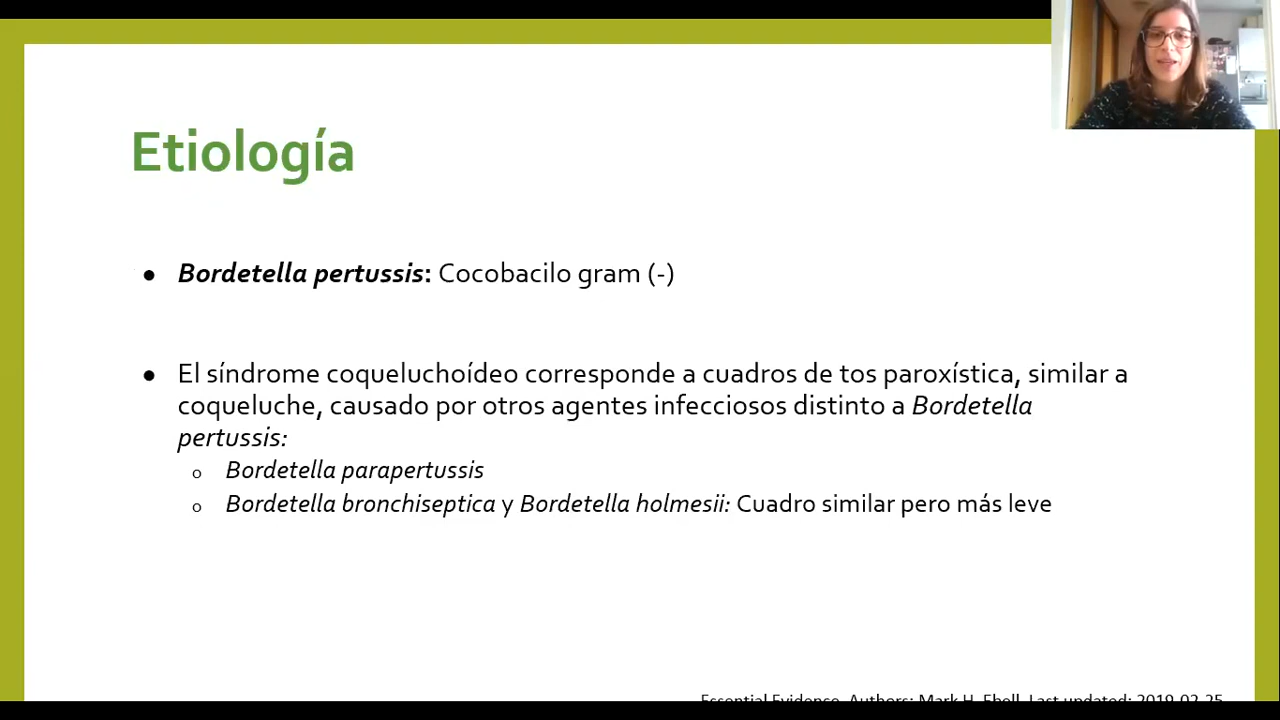 Etiología
● Bordetella pertussis: Cocobacilo gram (-)
● El síndrome coqueluchoídeo corresponde a cuadros de tos paroxística, similar a
coqueluche, causado por otros agentes infecciosos distinto a Bordetella
pertussis:
o Bordetella parapertussis
o Bordetella bronchiseptica y Bordetella holmesii: Cuadro similar pero más leve
Essential Evidence. Authors: Mark H. Ebell. Last updated: 2019-02-25